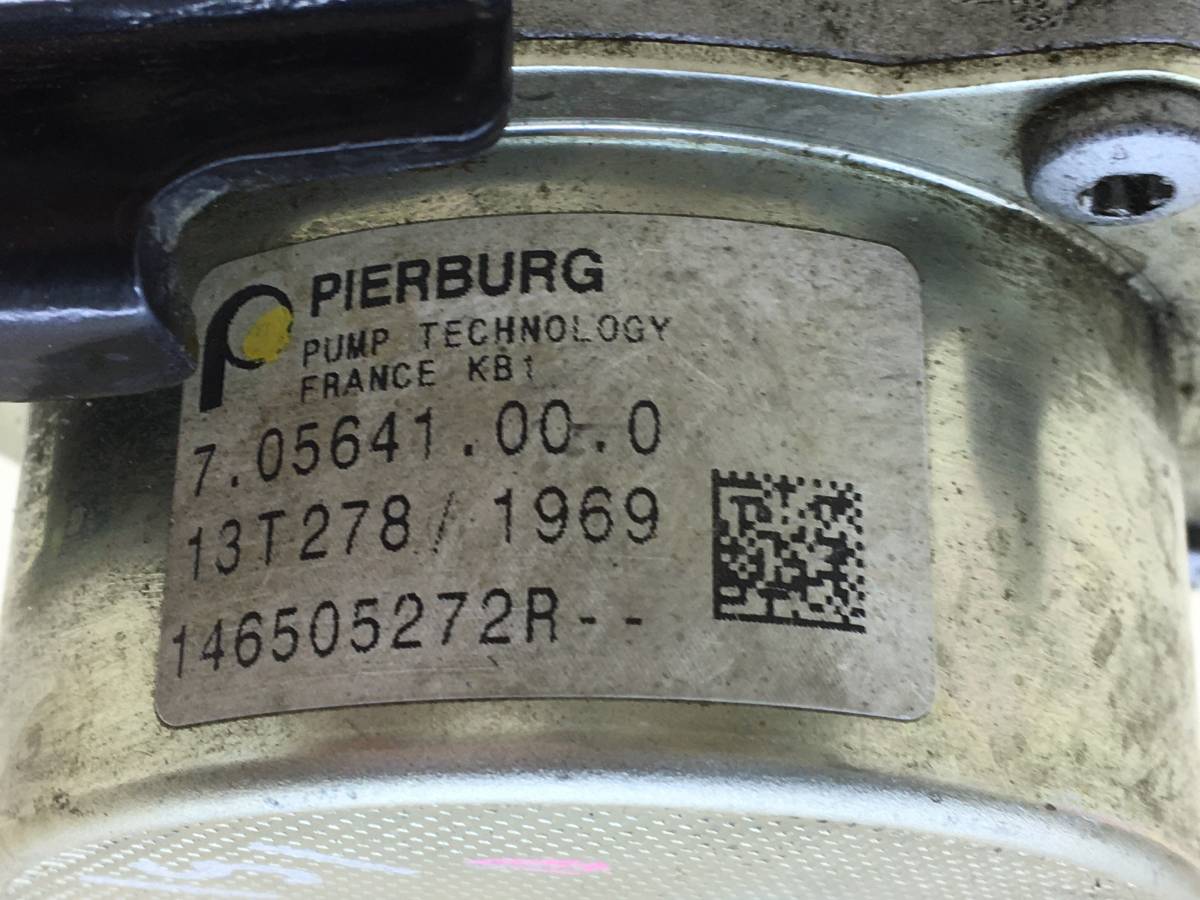 PIERBURG
PUMP TECHNOLOGY
FRANCE KB1
7.05641.00.0
13T278/ 1969
146505272R--